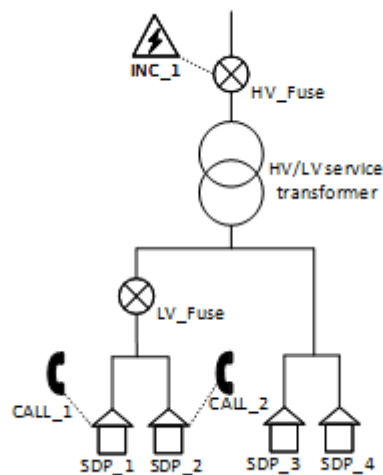 INC_1
HV_Fuse
HV/LV service
transformer
LV_Fuse
CALL_1
CALL_2
SDP_1
SDP_2
SDP_3
SDP_4